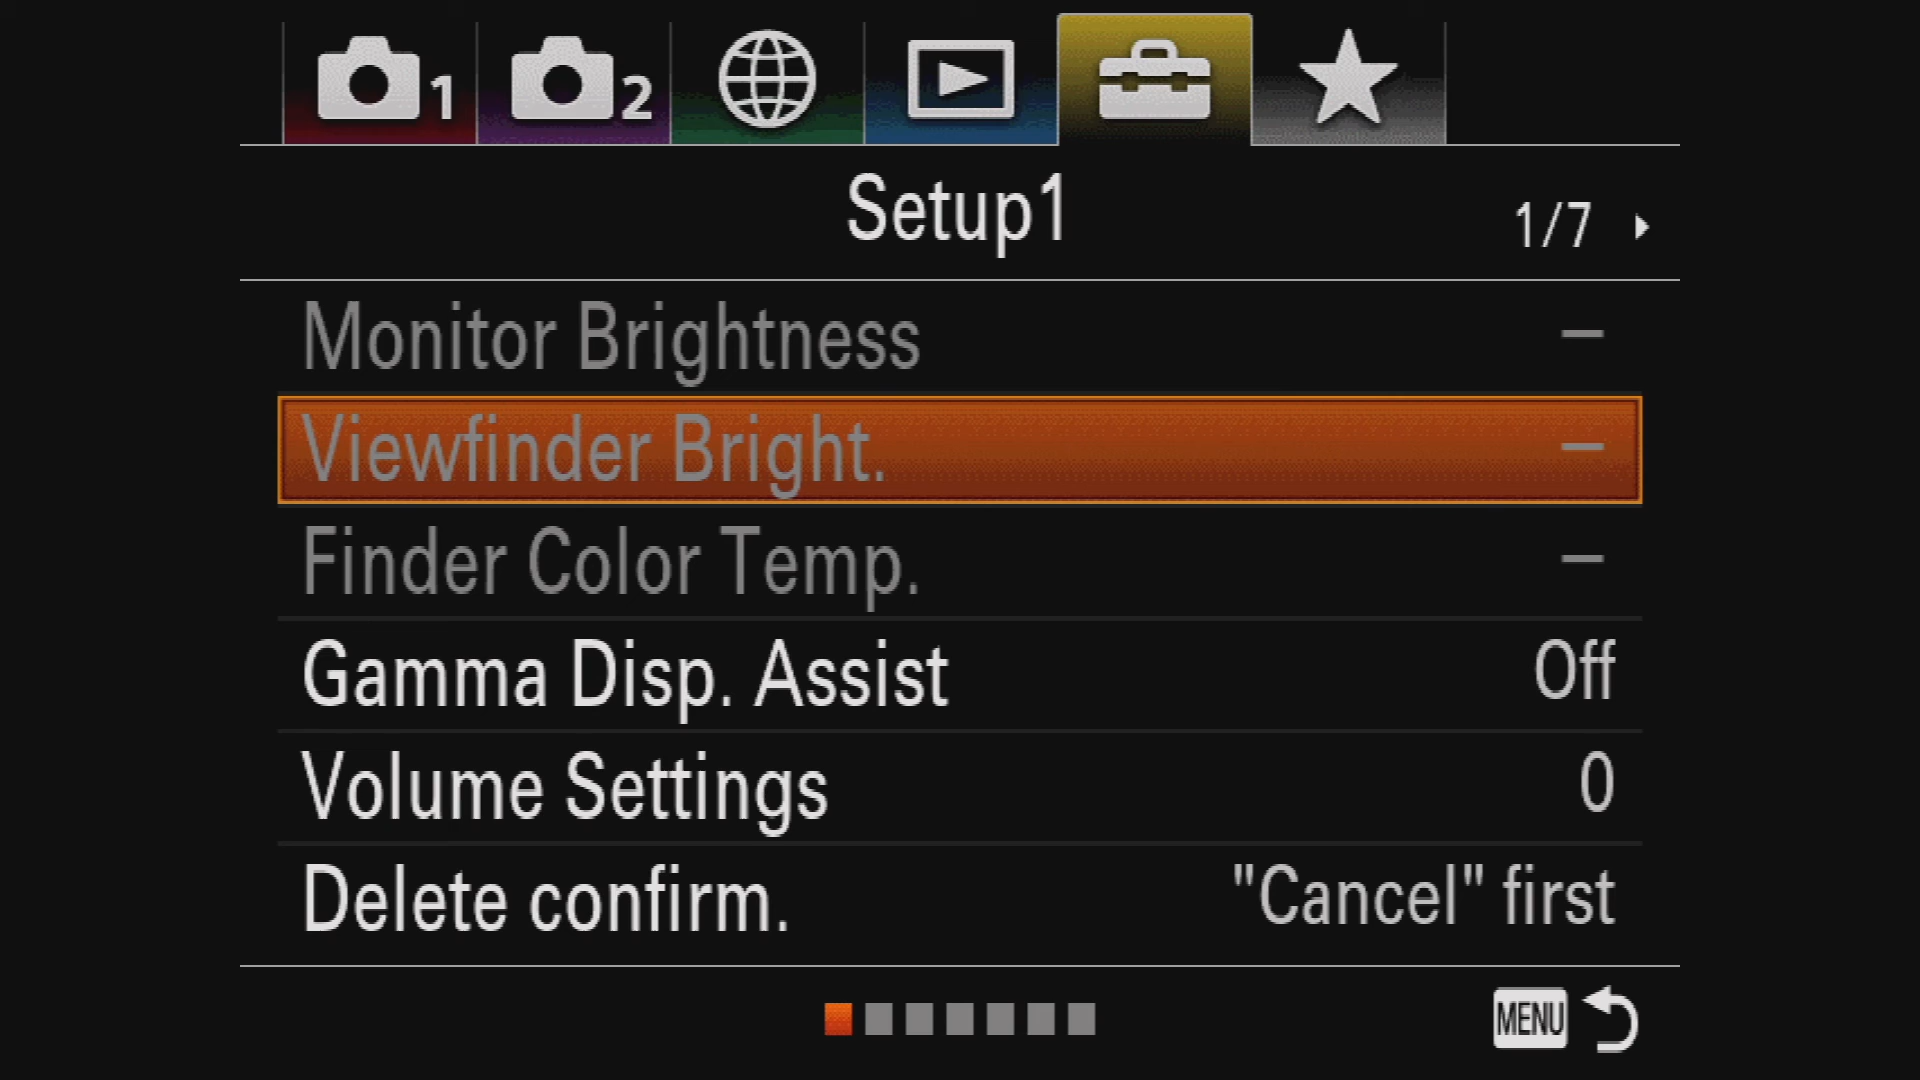 1 2
Setup1 1/7
Monitor Brightness –
Viewfinder Bright. –
Finder Color Temp. –
Gamma Disp. Assist Off
Volume Settings 0
Delete confirm. "Cancel" first
MENU